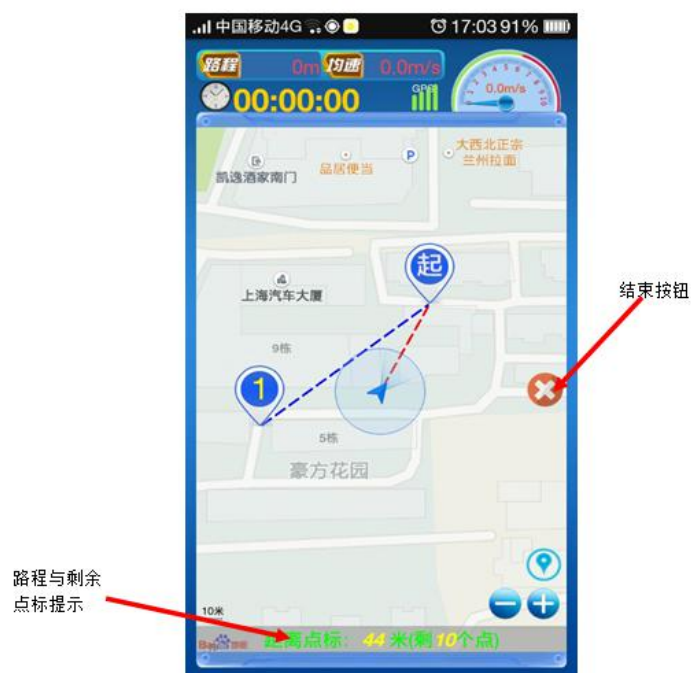 中国移动4G
17:03 91%
路程 0m 均速 0.0m/s
00:00:00
GPS
0.0m/s
大西北正宗
兰州拉面
P
品居便当
凯逸酒家南门
起
上海汽车大厦
结束按钮
9栋
1
5栋
豪方花园
路程与剩余
点标提示
10米
距离点标: 44 米(剩10个点)